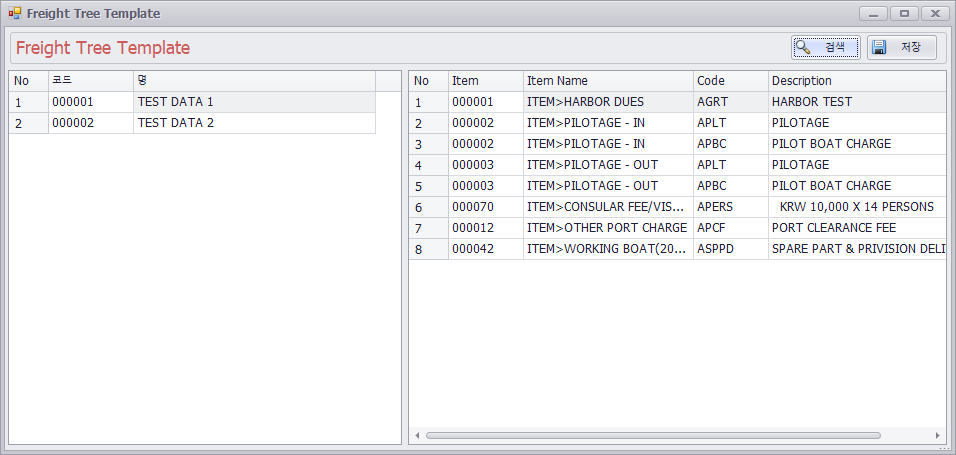 Freight Tree Template
Freight Tree Template
검색
저장
No 코드 명
1 000001 TEST DATA 1
2 000002 TEST DATA 2
No Item Item Name Code Description
1 000001 ITEM>HARBOR DUES AGRT HARBOR TEST
2 000002 ITEM>PILOTAGE - IN APLT PILOTAGE
3 000002 ITEM>PILOTAGE - IN APBC PILOT BOAT CHARGE
4 000003 ITEM>PILOTAGE - OUT APLT PILOTAGE
5 000003 ITEM>PILOTAGE - OUT APBC PILOT BOAT CHARGE
6 000070 ITEM>CONSULAR FEE/VIS... APERS KRW 10,000 X 14 PERSONS
7 000012 ITEM>OTHER PORT CHARGE APCF PORT CLEARANCE FEE
8 000042 ITEM>WORKING BOAT(20... ASPPD SPARE PART & PRIVISION DELI